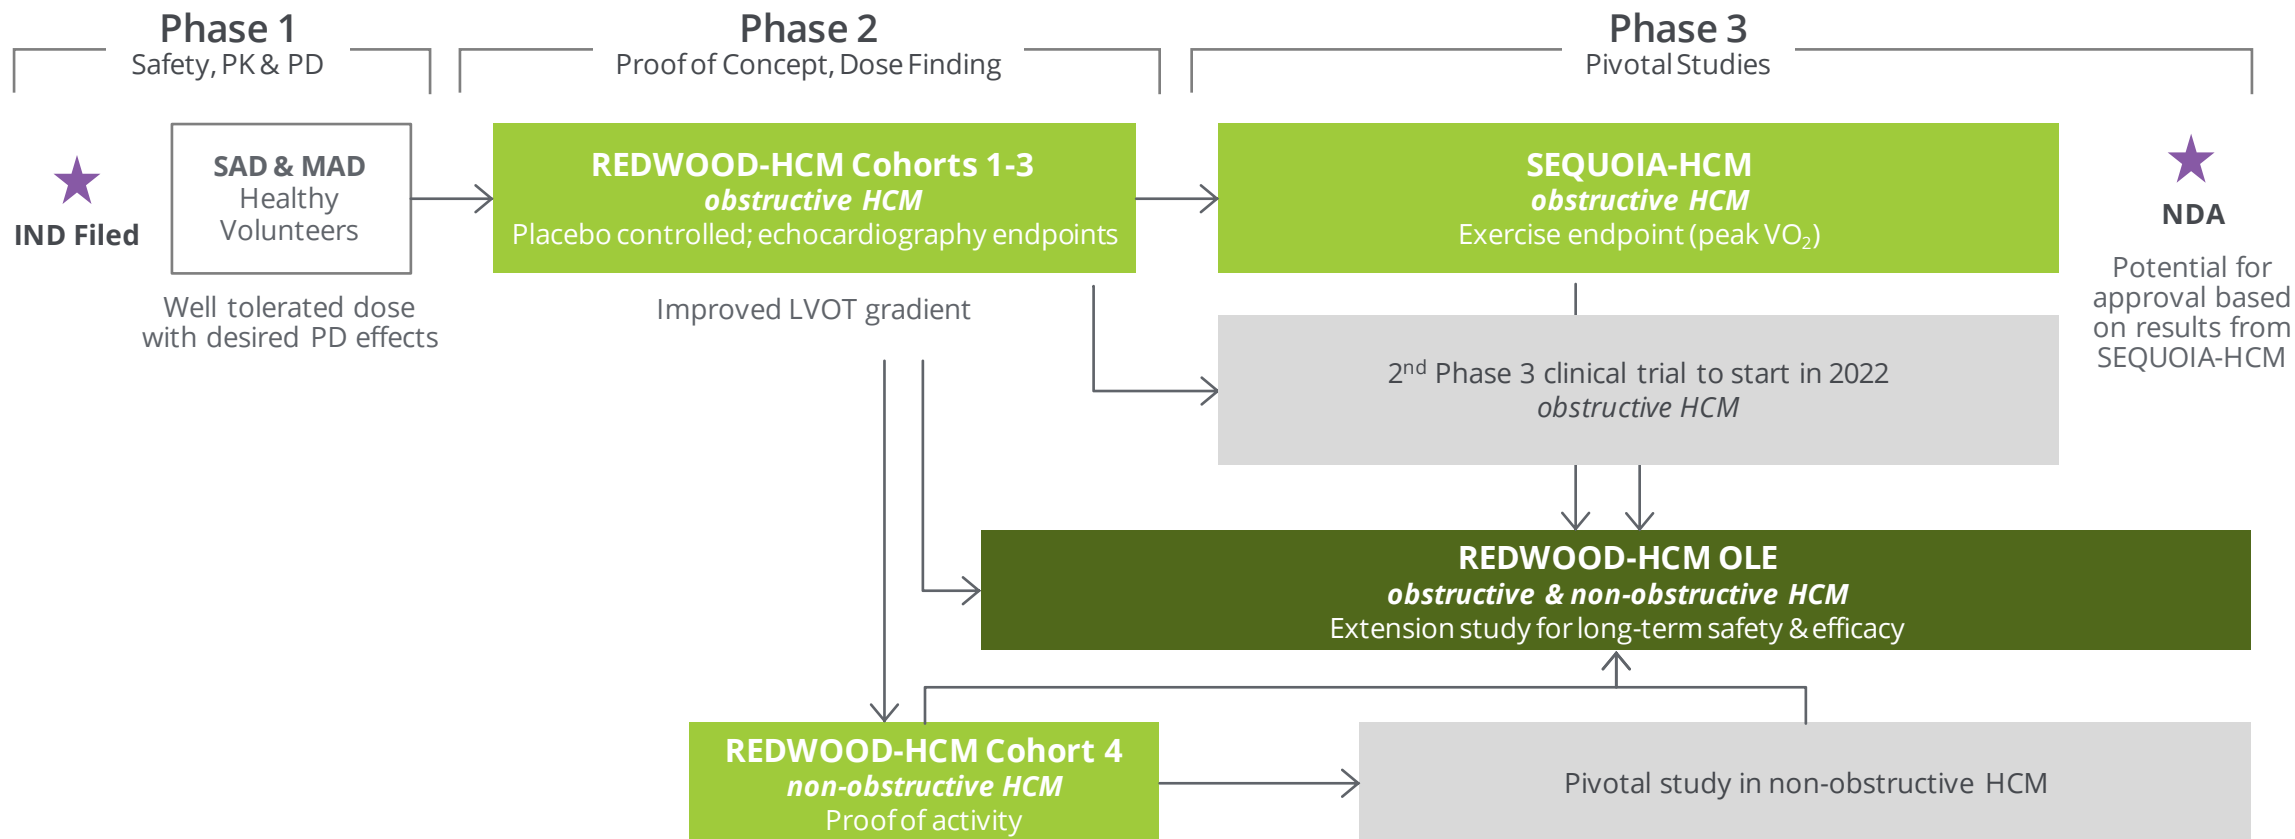 Phase 1
Safety, PK & PD
Phase 2
Proof of Concept, Dose Finding
Phase 3
Pivotal Studies
IND Filed
SAD & MAD
Healthy
Volunteers
Well tolerated dose
with desired PD effects
REDWOOD-HCM Cohorts 1-3
obstructive HCM
Placebo controlled; echocardiography endpoints
Improved LVOT gradient
SEQUOIA-HCM
obstructive HCM
Exercise endpoint (peak VO₂)
NDA
Potential for
approval based
on results from
SEQUOIA-HCM
2nd Phase 3 clinical trial to start in 2022
obstructive HCM
REDWOOD-HCM OLE
obstructive & non-obstructive HCM
Extension study for long-term safety & efficacy
REDWOOD-HCM Cohort 4
non-obstructive HCM
Proof of activity
Pivotal study in non-obstructive HCM